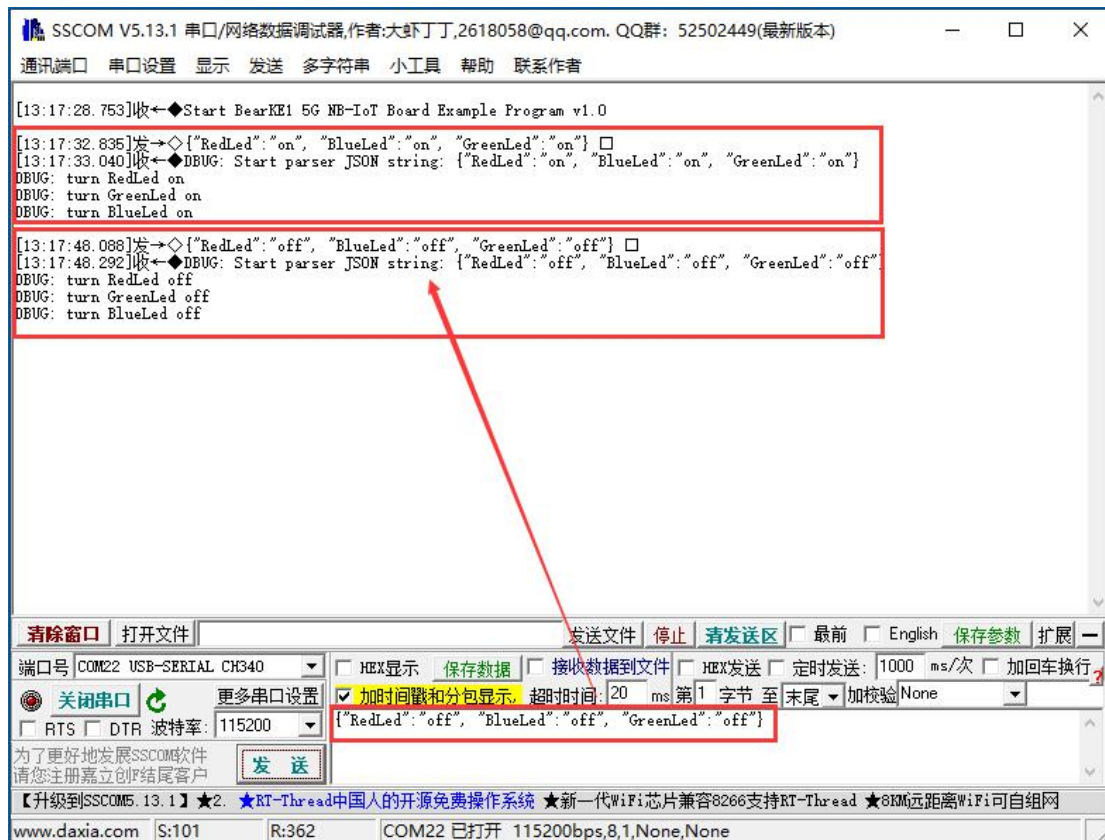 SSCOM V5.13.1 串口/网络数据调试器,作者:大虾丁丁,2618058@qq.com. QQ群: 52502449(最新版本)
通讯端口 串口设置 显示 发送 多字符串 小工具 帮助 联系作者
[13:17:28.753]收←◆Start BearKE1 5G NB-IoT Board Example Program v1.0
[13:17:32.835]发→◇{"RedLed":"on", "BlueLed":"on", "GreenLed":"on"} □
[13:17:33.040]收←◆DBUG: Start parser JSON string: {"RedLed":"on", "BlueLed":"on", "GreenLed":"on"}
DBUG: turn RedLed on
DBUG: turn GreenLed on
DBUG: turn BlueLed on
[13:17:48.088]发→◇{"RedLed":"off", "BlueLed":"off", "GreenLed":"off"} □
[13:17:48.292]收←◆DBUG: Start parser JSON string: {"RedLed":"off", "BlueLed":"off", "GreenLed":"off"}
DBUG: turn RedLed off
DBUG: turn GreenLed off
DBUG: turn BlueLed off
清除窗口 打开文件 发送文件 停止 清发送区 最前 English 保存参数 扩展 —
端口号 COM22 USB-SERIAL CH340 HEX显示 保存数据 接收数据到文件 HEX发送 定时发送: 1000 ms/次 加回车换行
关闭串口 更多串口设置 加时间戳和分包显示, 超时时间: 20 ms 第1 字节 至 末尾 加校验 None ?
RTS DTR 波特率: 115200 {"RedLed":"off", "BlueLed":"off", "GreenLed":"off"}
为了更好地发展SSCOM软件
请您注册嘉立创F结尾客户
发 送
【升级到SSCOM5.13.1】★2. ★RT-Thread中国人的开源免费操作系统 ★新一代WiFi芯片兼容8266支持RT-Thread ★8KM远距离WiFi可自组网
www.daxia.com S:101 R:362 COM22 已打开 115200bps,8,1,None,None